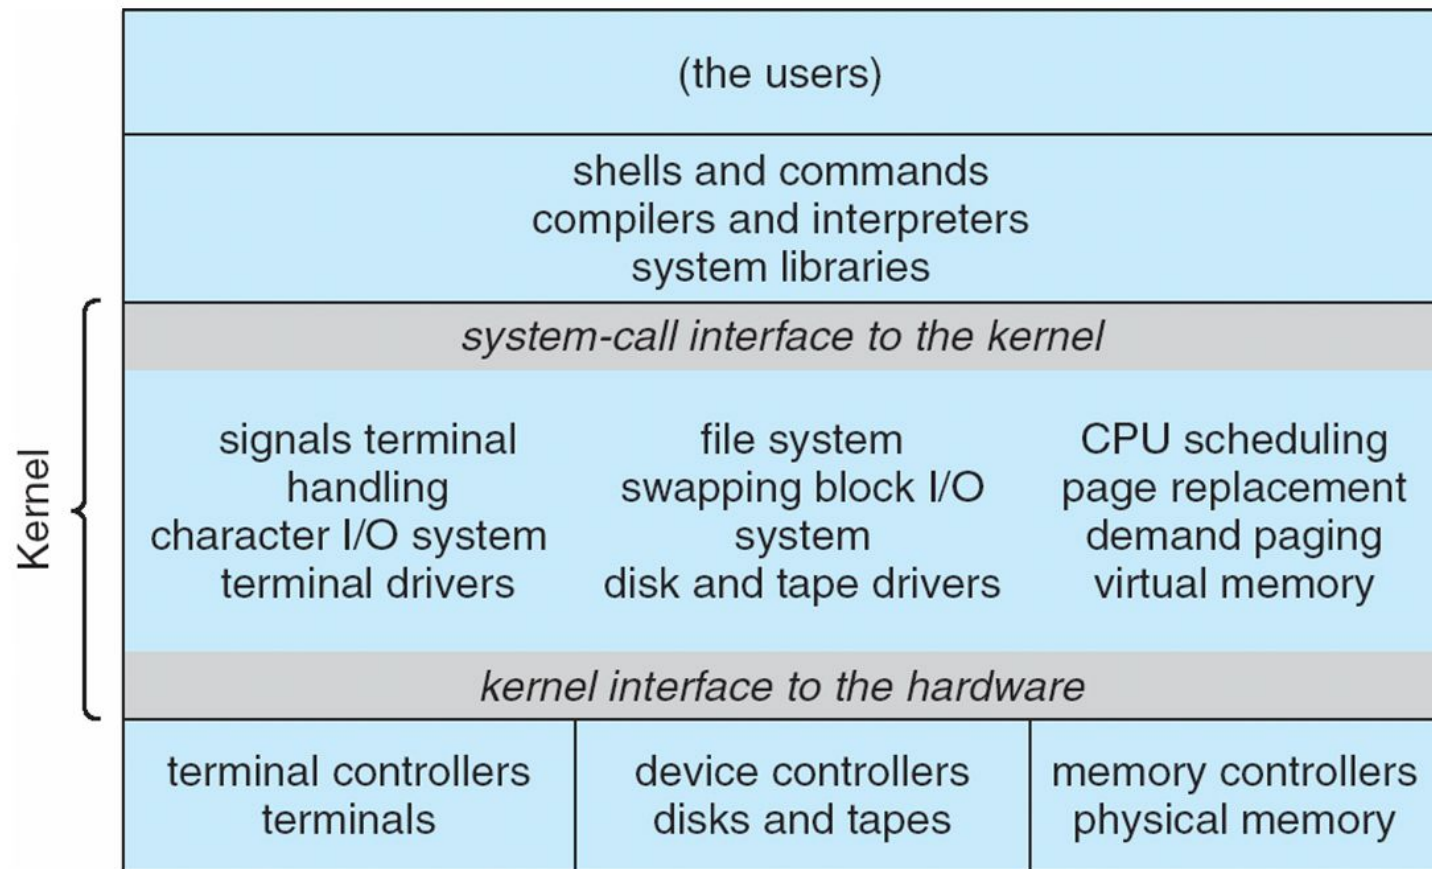 (the users)
shells and commands
compilers and interpreters
system libraries
system-call interface to the kernel
Kernel
signals terminal
handling
character I/O system
terminal drivers
file system
swapping block I/O
system
disk and tape drivers
CPU scheduling
page replacement
demand paging
virtual memory
kernel interface to the hardware
terminal controllers
terminals
device controllers
disks and tapes
memory controllers
physical memory